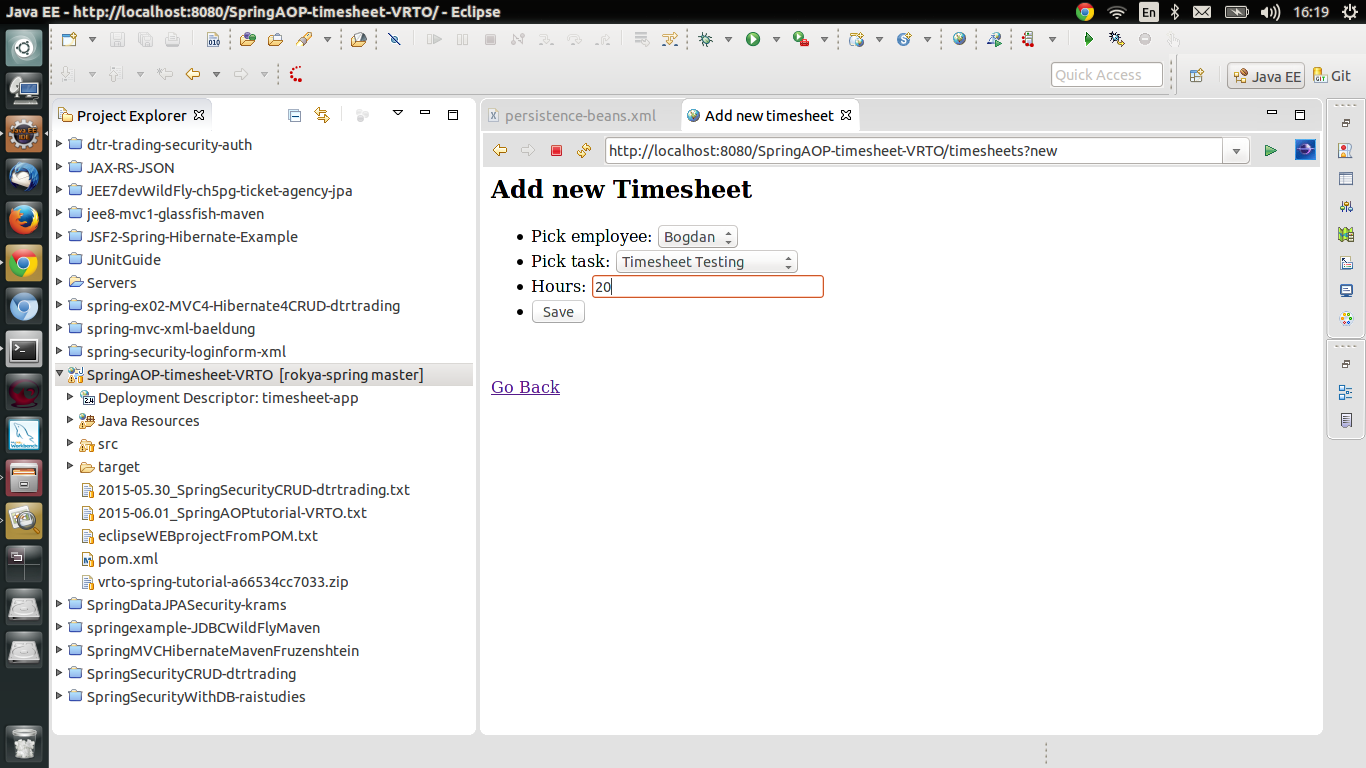 Java EE - http://localhost:8080/SpringAOP-timesheet-VRTO/ - Eclipse
En
16:19
010
Quick Access
Java EE
GIT
Git
Project Explorer
persistence-beans.xml
Add new timesheet
http://localhost:8080/SpringAOP-timesheet-VRTO/timesheets?new
dtr-trading-security-auth
JAX-RS-JSON
JEE7devWildFly-ch5pg-ticket-agency-jpa
jee8-mvc1-glassfish-maven
JSF2-Spring-Hibernate-Example
JUnitGuide
Servers
spring-ex02-MVC4-Hibernate4CRUD-dtrtrading
spring-mvc-xml-baeldung
spring-security-loginform-xml
SpringAOP-timesheet-VRTO [rokya-spring master]
Deployment Descriptor: timesheet-app
Java Resources
src
target
2015-05.30_SpringSecurityCRUD-dtrtrading.txt
2015-06.01_SpringAOPtutorial-VRTO.txt
eclipseWEBprojectFromPOM.txt
pom.xml
vrto-spring-tutorial-a66534cc7033.zip
SpringDataJPASecurity-krams
springexample-JDBCWildFlyMaven
SpringMVCHibernateMavenFruzenshtein
SpringSecurityCRUD-dtrtrading
SpringSecurityWithDB-raistudies
Add new Timesheet
Pick employee: Bogdan
Pick task: Timesheet Testing
Hours: 20
Save
Go Back